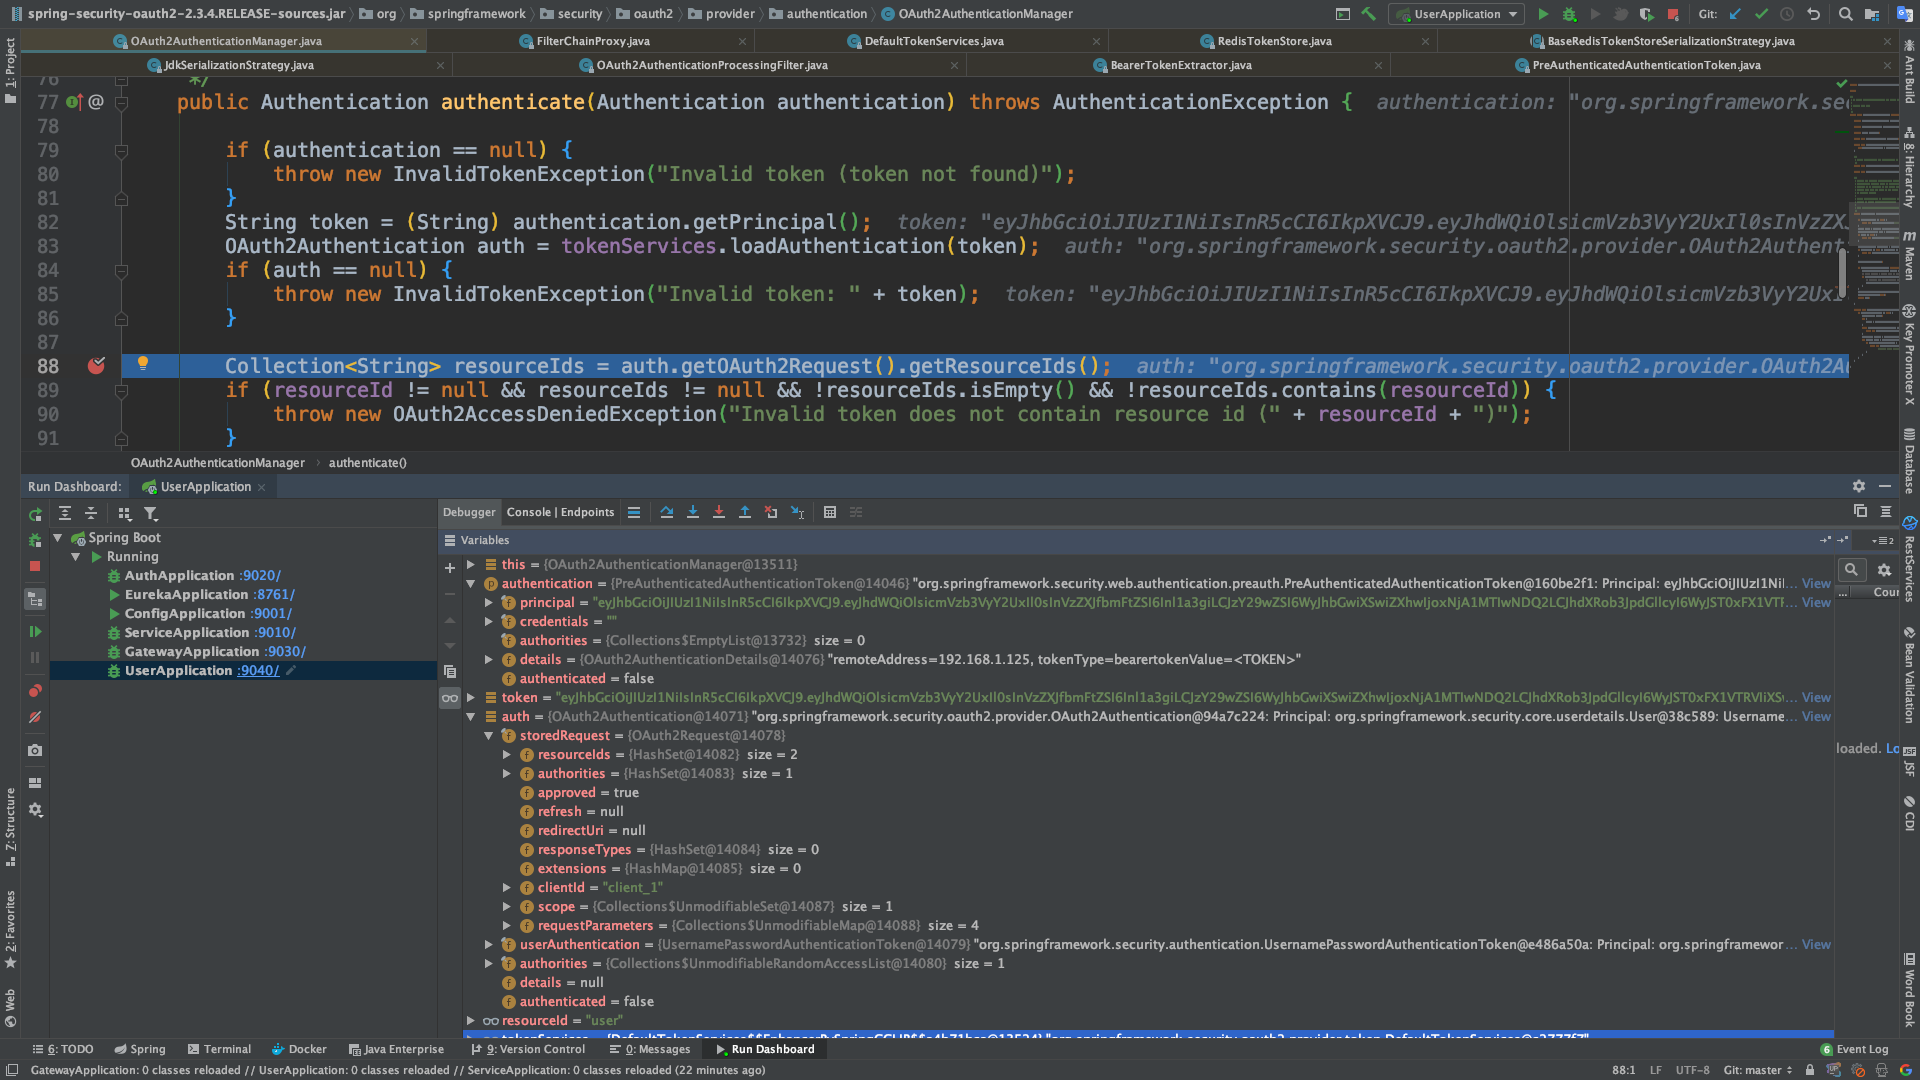 spring-security-oauth2-2.3.4.RELEASE-sources.jar › org › springframework › security › oauth2 › provider › authentication › OAuth2AuthenticationManager
UserApplication
Git:
OAuth2AuthenticationManager.java
FilterChainProxy.java
DefaultTokenServices.java
RedisTokenStore.java
BaseRedisTokenStoreSerializationStrategy.java
JdkSerializationStrategy.java
OAuth2AuthenticationProcessingFilter.java
BearerTokenExtractor.java
PreAuthenticatedAuthenticationToken.java
76 */
77 public Authentication authenticate(Authentication authentication) throws AuthenticationException { authentication: "org.springframework.sec
78
79 if (authentication == null) {
80 throw new InvalidTokenException("Invalid token (token not found)");
81 }
82 String token = (String) authentication.getPrincipal(); token: "eyJhbGciOiJIUzI1NiIsInR5cCI6IkpXVCJ9.eyJhdWQiOlsicmVzb3VyY2UxIl0sInVzZX
83 OAuth2Authentication auth = tokenServices.loadAuthentication(token); auth: "org.springframework.security.oauth2.provider.OAuth2Authent
84 if (auth == null) {
85 throw new InvalidTokenException("Invalid token: " + token); token: "eyJhbGciOiJIUzI1NiIsInR5cCI6IkpXVCJ9.eyJhdWQiOlsicmVzb3VyY2UxI
86 }
87
88 Collection<String> resourceIds = auth.getOAuth2Request().getResourceIds(); auth: "org.springframework.security.oauth2.provider.OAuth2Au
89 if (resourceId != null && resourceIds != null && !resourceIds.isEmpty() && !resourceIds.contains(resourceId)) {
90 throw new OAuth2AccessDeniedException("Invalid token does not contain resource id (" + resourceId + ")");
91 }
OAuth2AuthenticationManager › authenticate()
Run Dashboard: UserApplication
Debugger Console | Endpoints
Spring Boot
Running
AuthApplication :9020/
EurekaApplication :8761/
ConfigApplication :9001/
ServiceApplication :9010/
GatewayApplication :9030/
UserApplication :9040/
Variables
this = {OAuth2AuthenticationManager@13511}
authentication = {PreAuthenticatedAuthenticationToken@14046} "org.springframework.security.web.authentication.preauth.PreAuthenticatedAuthenticationToken@160be2f1: Principal: eyJhbGciOiJIUzI1Nil... View
principal = "eyJhbGciOiJIUzI1NiIsInR5cCI6IkpXVCJ9.eyJhdWQiOlsicmVzb3VyY2UxIl0sInVzZXJfbmFtZSI6Inl1a3giLCJzY29wZSI6WyJhbGwiXSwiZXhwIjoxNjA1MTIwNDQ2LCJhdXRob3JpdGllcyI6WyJST0xFX1VTRV... View
credentials = ""
authorities = {Collections$EmptyList@13732} size = 0
details = {OAuth2AuthenticationDetails@14076} "remoteAddress=192.168.1.125, tokenType=bearertokenValue=<TOKEN>"
authenticated = false
token = "eyJhbGciOiJIUzI1NiIsInR5cCI6IkpXVCJ9.eyJhdWQiOlsicmVzb3VyY2UxIl0sInVzZXJfbmFtZSI6Inl1a3giLCJzY29wZSI6WyJhbGwiXSwiZXhwIjoxNjA1MTIwNDQ2LCJhdXRob3JpdGllcyI6WyJST0xFX1VTRVIiXS... View
auth = {OAuth2Authentication@14071} "org.springframework.security.oauth2.provider.OAuth2Authentication@94a7c224: Principal: org.springframework.security.core.userdetails.User@38c589: Username... View
storedRequest = {OAuth2Request@14078}
resourceIds = {HashSet@14082} size = 2
authorities = {HashSet@14083} size = 1
approved = true
refresh = null
redirectUri = null
responseTypes = {HashSet@14084} size = 0
extensions = {HashMap@14085} size = 0
clientId = "client_1"
scope = {Collections$UnmodifiableSet@14087} size = 1
requestParameters = {Collections$UnmodifiableMap@14088} size = 4
userAuthentication = {UsernamePasswordAuthenticationToken@14079} "org.springframework.security.authentication.UsernamePasswordAuthenticationToken@e486a50a: Principal: org.springframewor... View
authorities = {Collections$UnmodifiableRandomAccessList@14080} size = 1
details = null
authenticated = false
resourceId = "user"
... Cour
loaded. Lo
1: Project
Z: Structure
2: Favorites
Web
Ant Build
8: Hierarchy
Maven
Key Promoter X
Database
RestServices
Bean Validation
JSF
CDI
Word Book
6: TODO Spring Terminal Docker Java Enterprise 9: Version Control 0: Messages Run Dashboard 6 Event Log
GatewayApplication: 0 classes reloaded // UserApplication: 0 classes reloaded // ServiceApplication: 0 classes reloaded (22 minutes ago) 88:1 LF UTF-8 Git: master